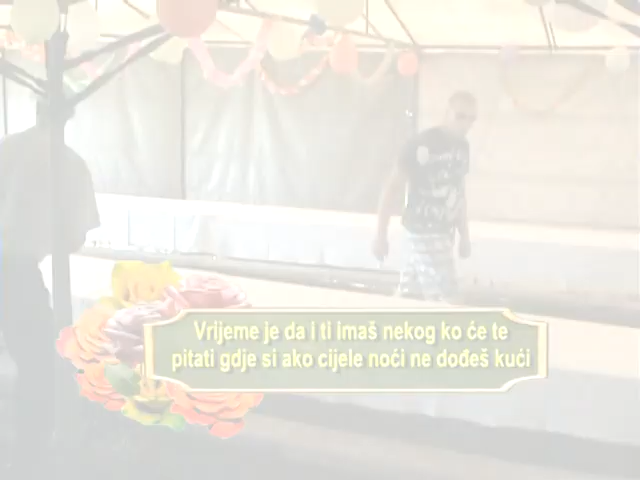 Vrijeme je da i ti imaš nekog ko će te
pitati gdje si ako cijele noći ne dođeš kući